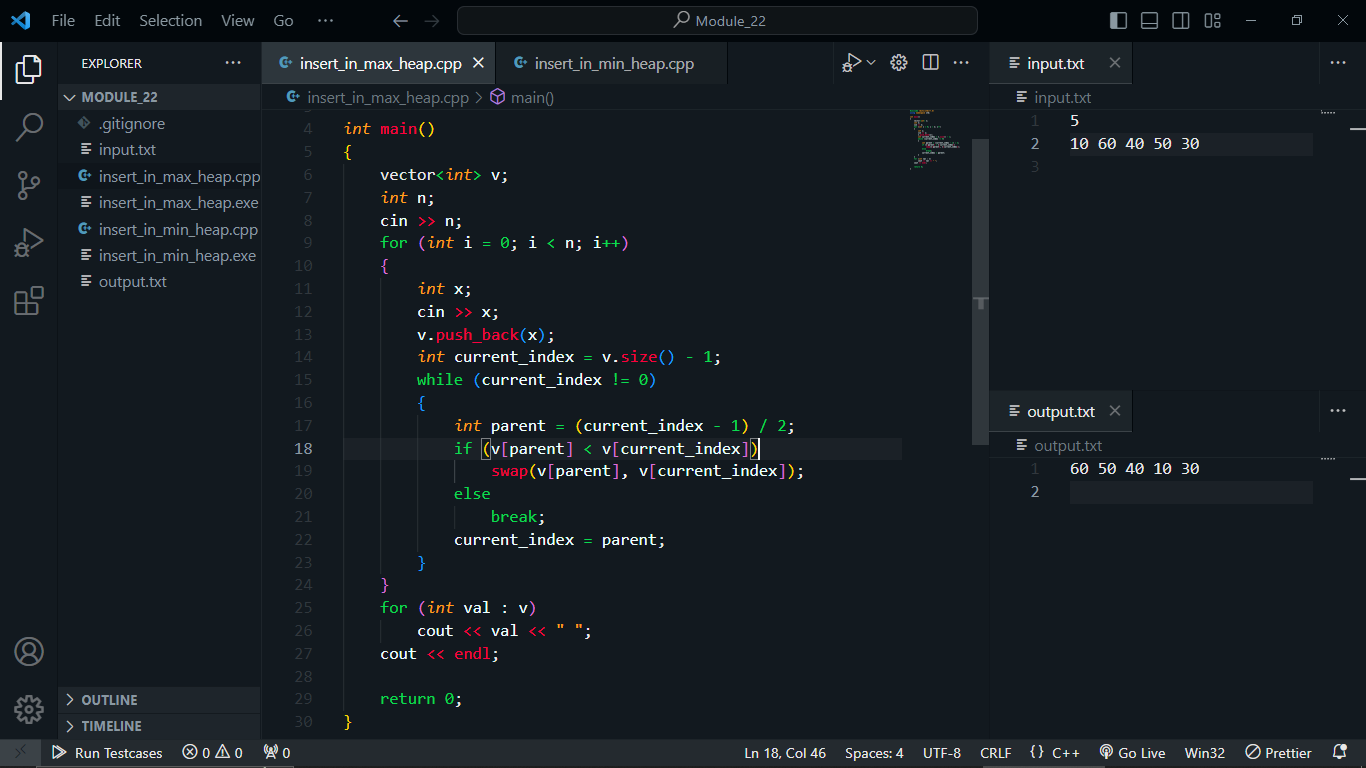 File Edit Selection View Go ··· Module_22
EXPLORER ···
MODULE_22
.gitignore
input.txt
insert_in_max_heap.cpp
insert_in_max_heap.exe
insert_in_min_heap.cpp
insert_in_min_heap.exe
output.txt
OUTLINE
TIMELINE
insert_in_max_heap.cpp insert_in_min_heap.cpp
insert_in_max_heap.cpp > main()
4 int main()
5 {
6 vector<int> v;
7 int n;
8 cin >> n;
9 for (int i = 0; i < n; i++)
10 {
11 int x;
12 cin >> x;
13 v.push_back(x);
14 int current_index = v.size() - 1;
15 while (current_index != 0)
16 {
17 int parent = (current_index - 1) / 2;
18 if (v[parent] < v[current_index])
19 swap(v[parent], v[current_index]);
20 else
21 break;
22 current_index = parent;
23 }
24 }
25 for (int val : v)
26 cout << val << " ";
27 cout << endl;
28
29 return 0;
30 }
input.txt
input.txt
1 5
2 10 60 40 50 30
3
output.txt
output.txt
1 60 50 40 10 30
2
Run Testcases 0 0 0 Ln 18, Col 46 Spaces: 4 UTF-8 CRLF {} C++ Go Live Win32 Prettier